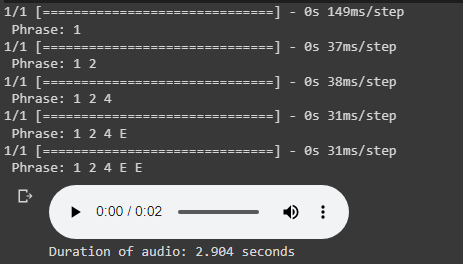 1/1 [==============================] - 0s 149ms/step
Phrase: 1
1/1 [==============================] - 0s 37ms/step
Phrase: 1 2
1/1 [==============================] - 0s 38ms/step
Phrase: 1 2 4
1/1 [==============================] - 0s 31ms/step
Phrase: 1 2 4 E
1/1 [==============================] - 0s 31ms/step
Phrase: 1 2 4 E E
0:00 / 0:02
Duration of audio: 2.904 seconds